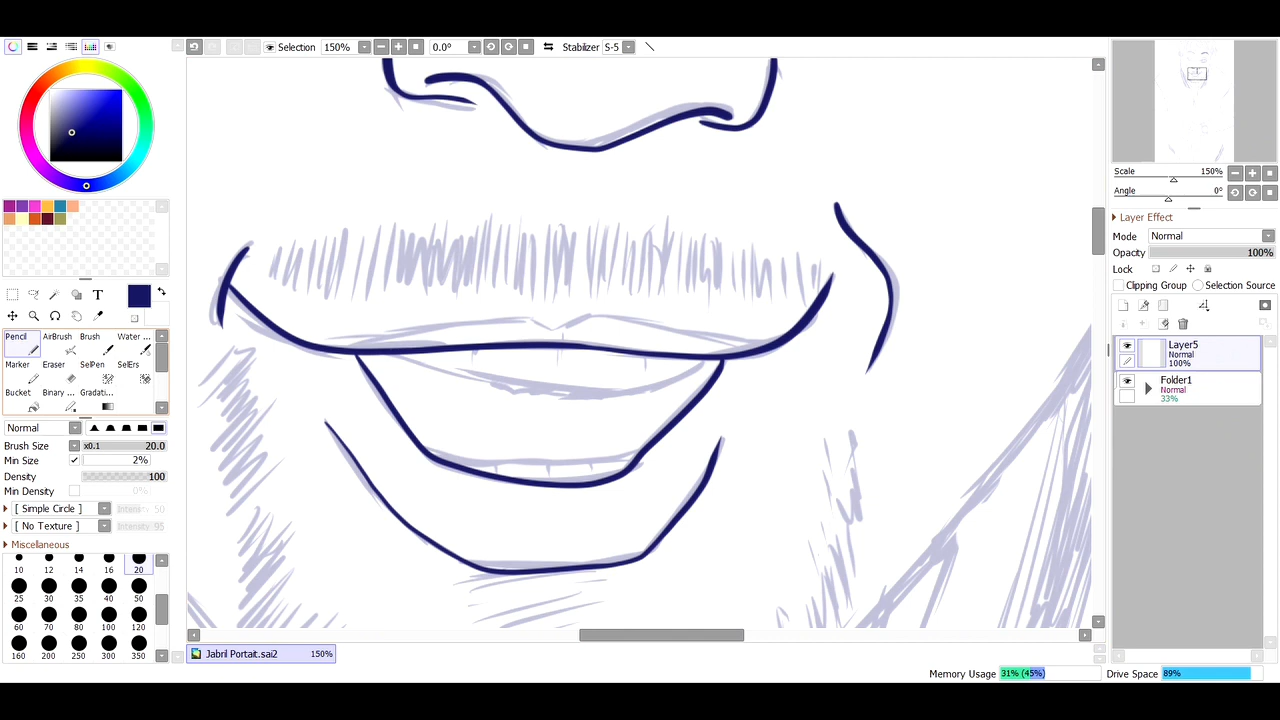 Selection 150% 0.0° Stabilizer S-5
Scale 150%
Angle 0°
Layer Effect
Mode Normal
Opacity 100%
Lock
Clipping Group Selection Source
Layer5
Normal
100%
Folder1
Normal
33%
T
Pencil AirBrush Brush Water ...
Marker Eraser SelPen SelErs
Bucket Binary ... Gradati...
Normal
Brush Size x0.1 20.0
Min Size 2%
Density 100
Min Density 0%
[ Simple Circle ] Intensity 50
[ No Texture ] Intensity 95
Miscellaneous
10 12 14 16 20
25 30 35 40 50
60 70 80 100 120
160 200 250 300 350
Jabril Portait.sai2 150%
Memory Usage 31% (45%) Drive Space 89%